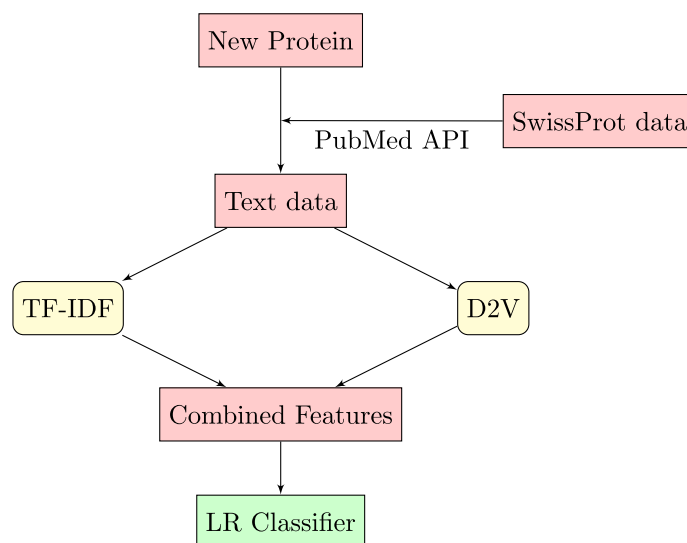 New Protein
SwissProt data
PubMed API
Text data
TF-IDF
D2V
Combined Features
LR Classifier